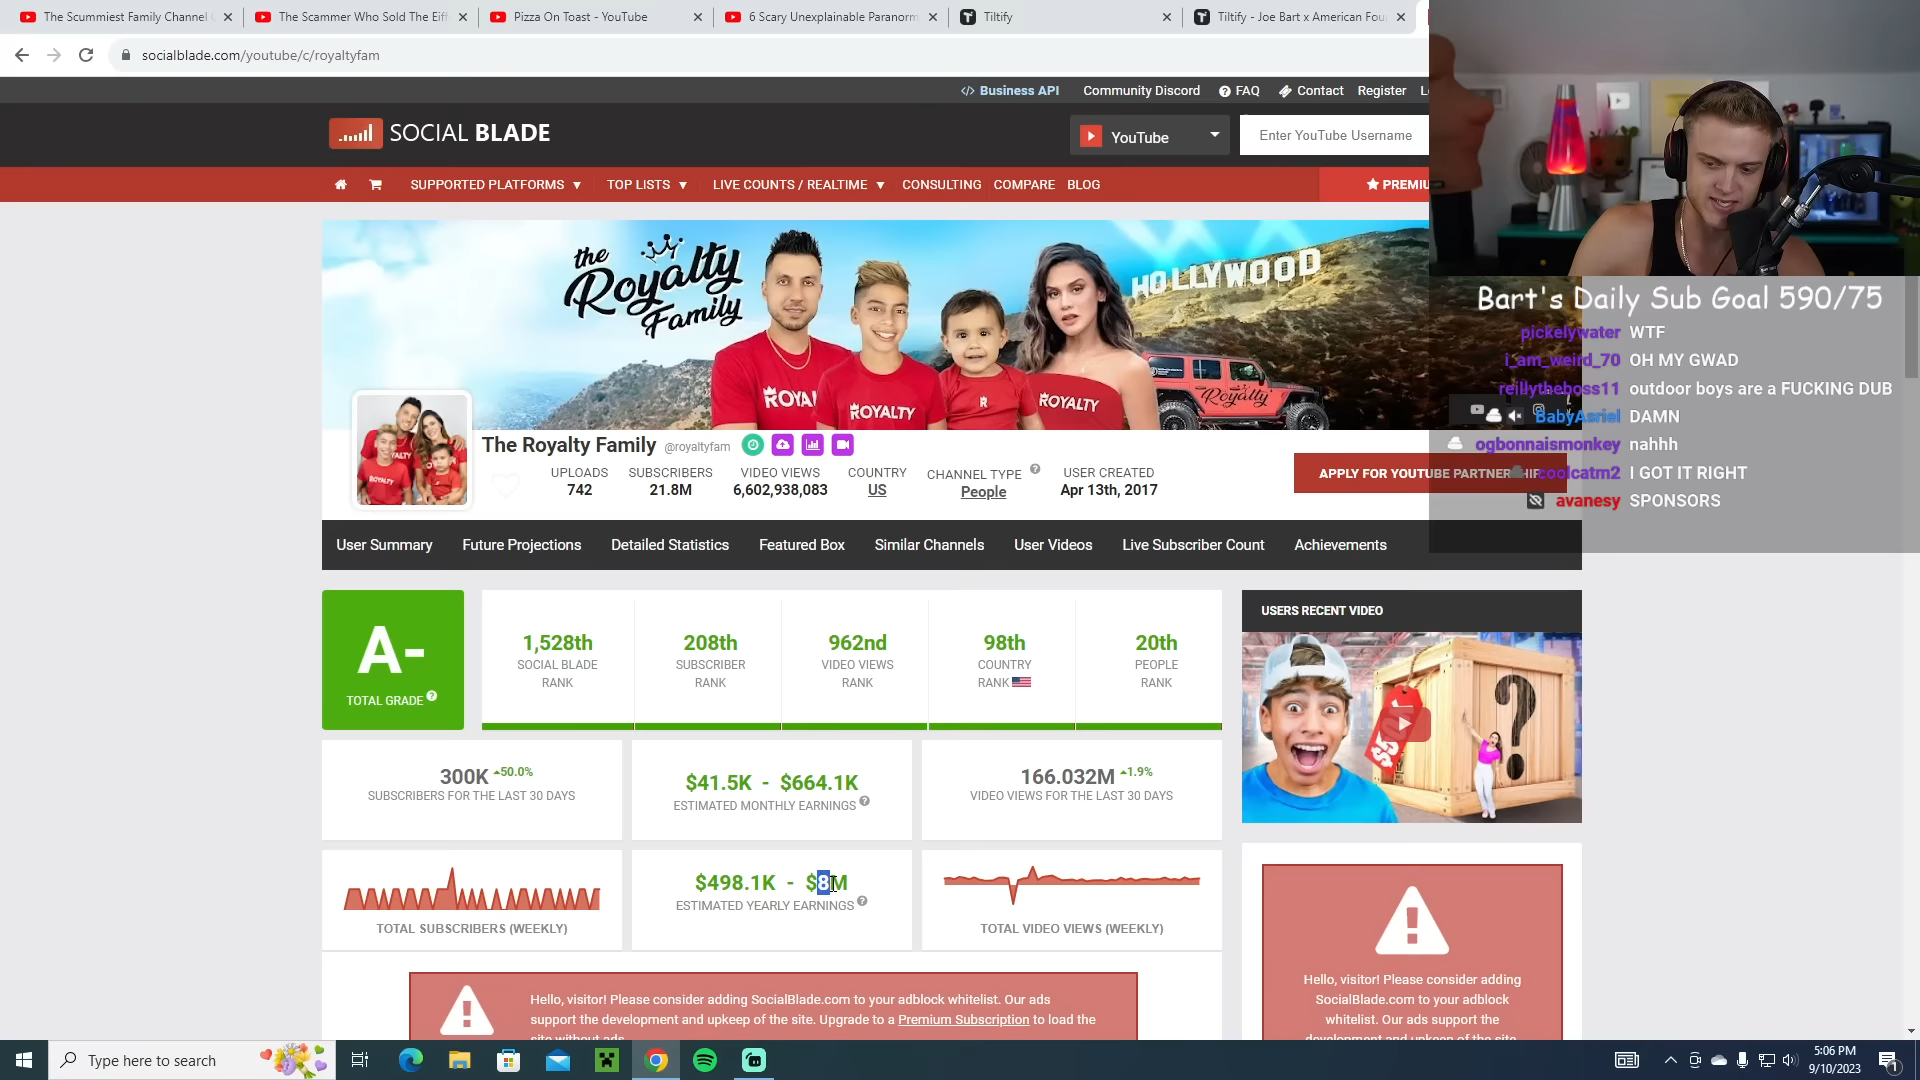 The Scummiest Family Channel
The Scammer Who Sold The Eiff
Pizza On Toast - YouTube
6 Scary Unexplainable Paranorm
Tiltify
Tiltify - Joe Bart x American Fou
socialblade.com/youtube/c/royaltyfam
</> Business API
Community Discord
FAQ
Contact
Register
SOCIAL BLADE
YouTube
Enter YouTube Username
SUPPORTED PLATFORMS
TOP LISTS
LIVE COUNTS / REALTIME
CONSULTING
COMPARE
BLOG
PREMIU
the
Royalty
Family
HOLLYWOOD
ROYAL
ROYALTY
R
ROYALTY
Royalty
Bart's Daily Sub Goal 590/75
pickelywater WTF
i_am_weird_70 OH MY GWAD
reillytheboss11 outdoor boys are a FUCKING DUB
BabyAsriel DAMN
ogbonnaismonkey nahhh
coolcatm2 I GOT IT RIGHT
avanesy SPONSORS
The Royalty Family @royaltyfam
UPLOADS
742
SUBSCRIBERS
21.8M
VIDEO VIEWS
6,602,938,083
COUNTRY
US
CHANNEL TYPE
People
USER CREATED
Apr 13th, 2017
APPLY FOR YOUTUBE PARTNERSHIP
User Summary
Future Projections
Detailed Statistics
Featured Box
Similar Channels
User Videos
Live Subscriber Count
Achievements
A-
TOTAL GRADE
1,528th
SOCIAL BLADE
RANK
208th
SUBSCRIBER
RANK
962nd
VIDEO VIEWS
RANK
98th
COUNTRY
RANK
20th
PEOPLE
RANK
USERS RECENT VIDEO
?
300K 50.0%
SUBSCRIBERS FOR THE LAST 30 DAYS
$41.5K - $664.1K
ESTIMATED MONTHLY EARNINGS
166.032M 1.9%
VIDEO VIEWS FOR THE LAST 30 DAYS
TOTAL SUBSCRIBERS (WEEKLY)
$498.1K - $8M
ESTIMATED YEARLY EARNINGS
TOTAL VIDEO VIEWS (WEEKLY)
Hello, visitor! Please consider adding SocialBlade.com to your adblock whitelist. Our ads
support the development and upkeep of the site. Upgrade to a Premium Subscription to load the
site without ads.
Hello, visitor! Please consider adding
SocialBlade.com to your adblock
whitelist. Our ads support the
development and upkeep of the site.
Type here to search
5:06 PM
9/10/2023
1